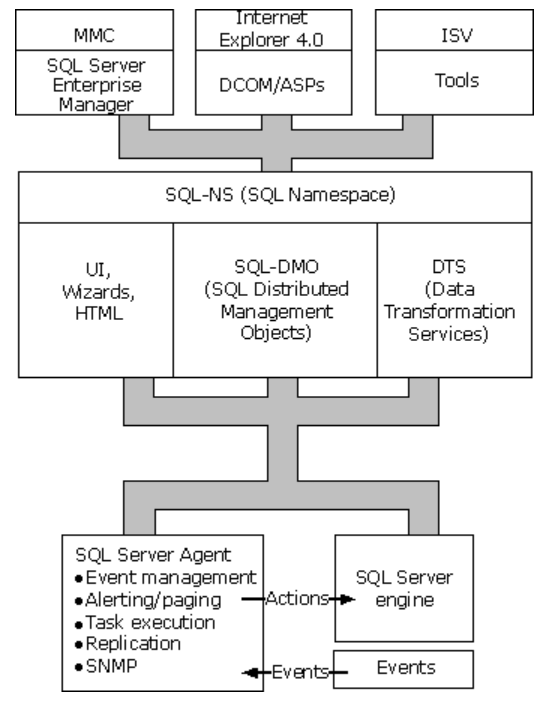 MMC
SQL Server
Enterprise
Manager
Internet
Explorer 4.0
DCOM/ASPs
ISV
Tools
SQL-NS (SQL Namespace)
UI,
Wizards,
HTML
SQL-DMO
(SQL Distributed
Management
Objects)
DTS
(Data
Transformation
Services)
SQL Server Agent
●Event management
●Alerting/paging
●Task execution
●Replication
●SNMP
Actions
Events
SQL Server
engine
Events